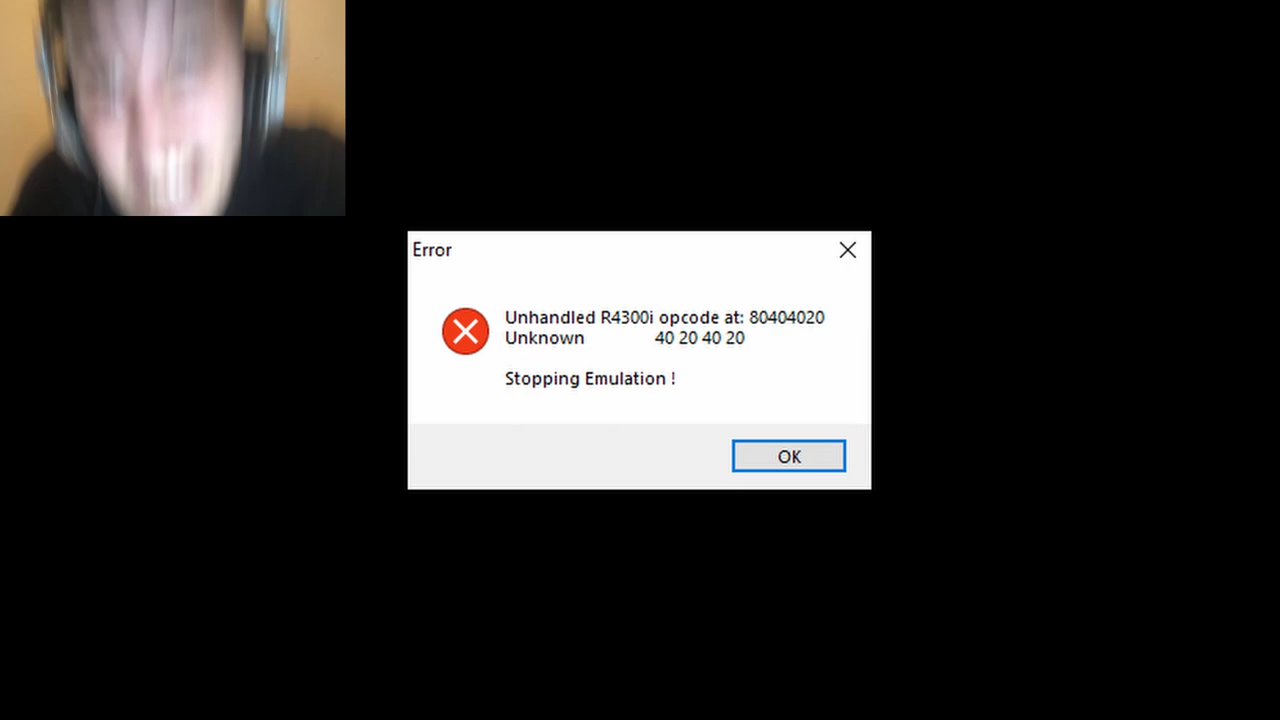 Error
Unhandled R4300i opcode at: 80404020
Unknown 40 20 40 20
Stopping Emulation !
OK